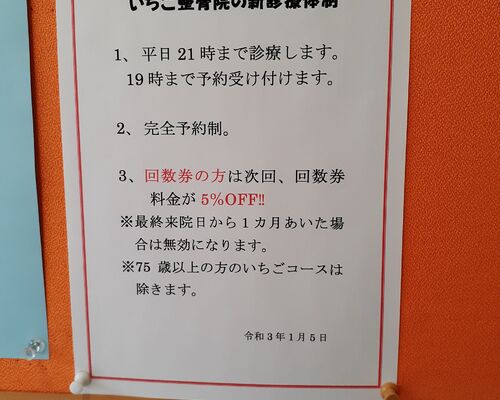 いちご整骨院の新診療体制
1、平日21時まで診療します。
19時まで予約受け付けます。
2、完全予約制。
3、回数券の方は次回、回数券
料金が 5%OFF!!
※最終来院日から1カ月あいた場
合は無効になります。
※75 歳以上の方のいちごコースは
除きます。
令和3年1月5日